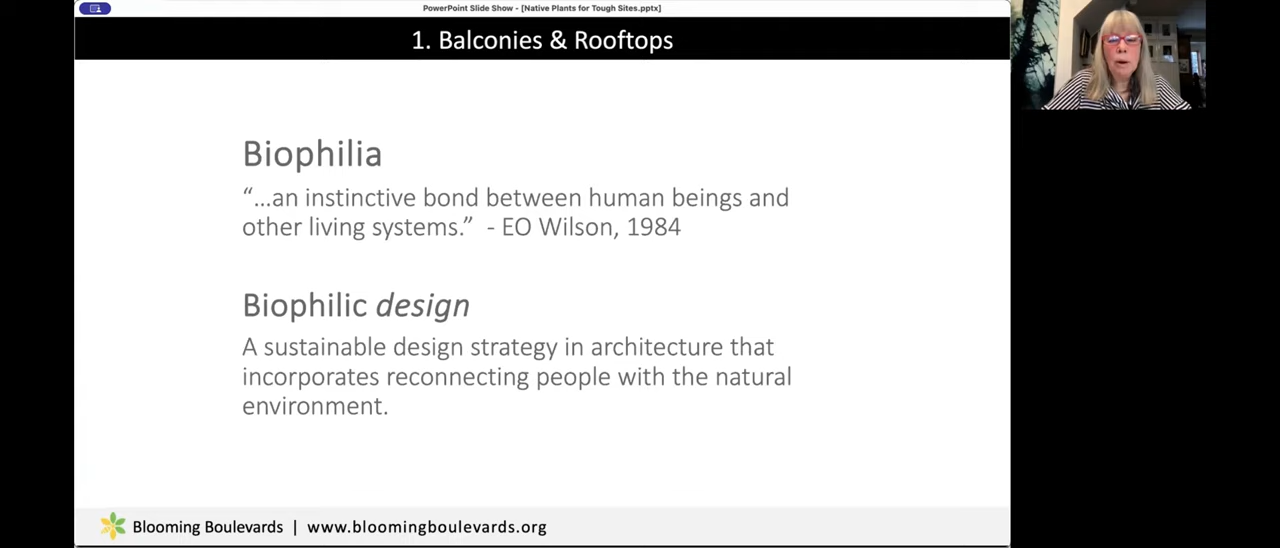 PowerPoint Slide Show - [Native Plants for Tough Sites.pptx]
1. Balconies & Rooftops
Biophilia
“...an instinctive bond between human beings and
other living systems.”  - EO Wilson, 1984
Biophilic design
A sustainable design strategy in architecture that
incorporates reconnecting people with the natural
environment.
Blooming Boulevards | www.bloomingboulevards.org